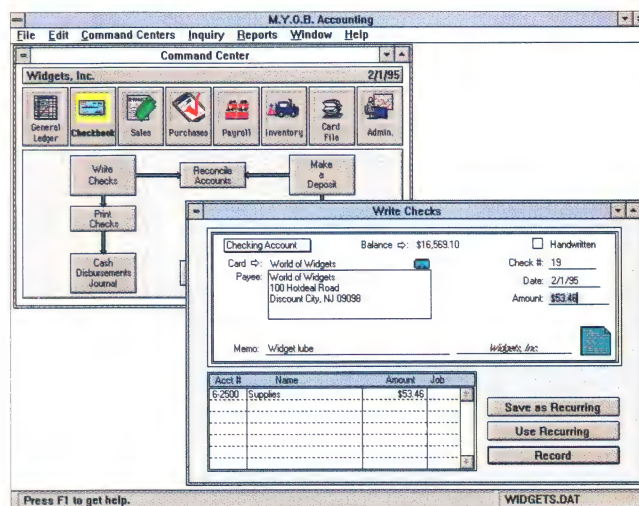 M.Y.O.B. Accounting
File Edit Command Centers Inquiry Reports Window Help
Command Center
Widgets, Inc. 2/1/95
General Ledger
Checkbook
Sales
Purchases
Payroll
Inventory
Card File
Admin.
Write Checks
Reconcile Accounts
Make a Deposit
Print Checks
Cash Disbursements Journal
Write Checks
Checking Account Balance ⇨: $16,569.10 Handwritten
Card ⇨: World of Widgets Check #: 19
Payee: World of Widgets
100 Hotdeal Road Date: 2/1/95
Discount City, NJ 09098
Amount: $53.46
Memo: Widget lube Widgets, Inc.
Acct # Name Amount Job
6-2500 Supplies $53.46
Save as Recurring
Use Recurring
Record
Press F1 to get help. WIDGETS.DAT